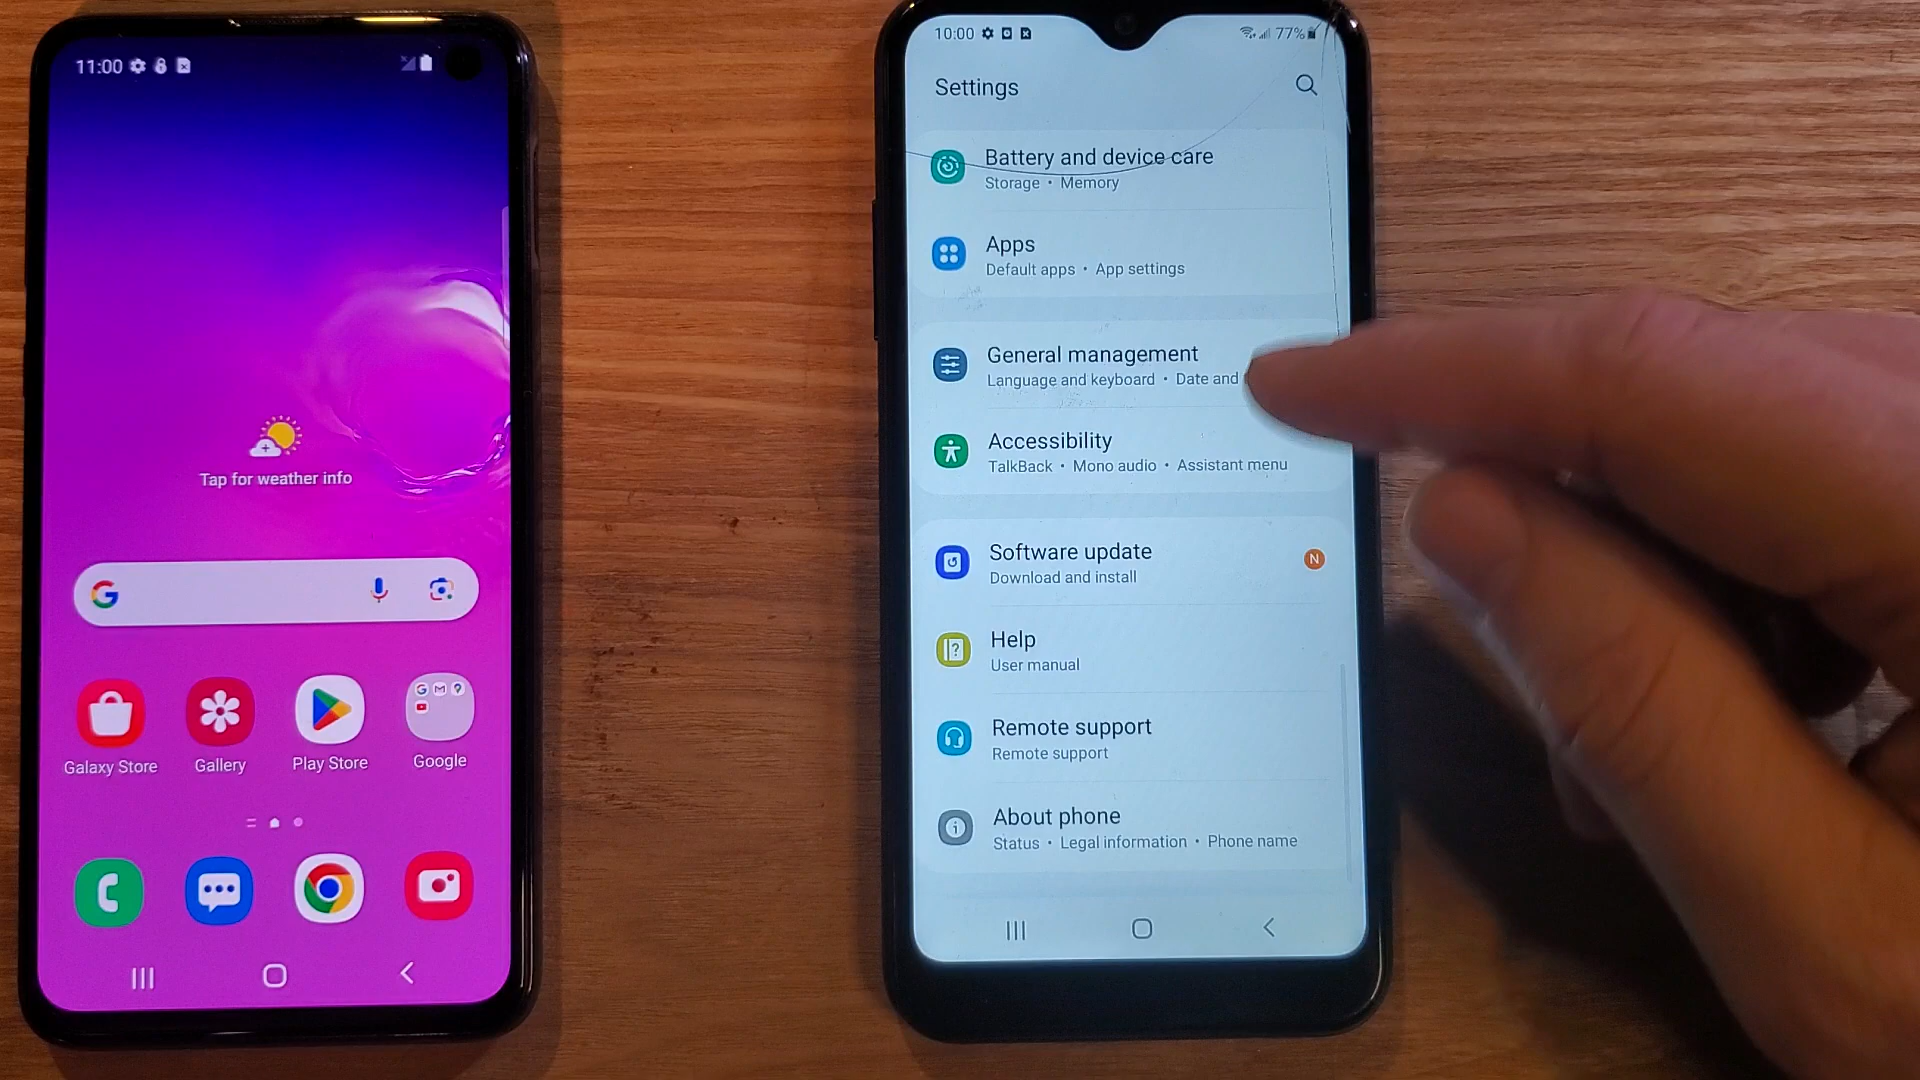 11:00
Tap for weather info
Galaxy Store
Gallery
Play Store
Google
10:00
77%
Settings
Battery and device care
Storage • Memory
Apps
Default apps • App settings
General management
Language and keyboard • Date and
Accessibility
TalkBack • Mono audio • Assistant menu
Software update
N
Download and install
Help
User manual
Remote support
Remote support
About phone
Status • Legal information • Phone name